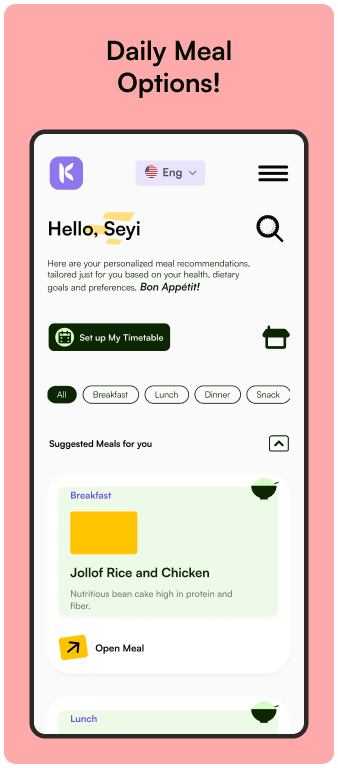 Daily Meal
Options!
Eng
Hello, Seyi
Here are your personalized meal recommendations,
tailored just for you based on your health, dietary
goals and preferences. Bon Appétit!
Set up My Timetable
All
Breakfast
Lunch
Dinner
Snack
Suggested Meals for you
Breakfast
Jollof Rice and Chicken
Nutritious bean cake high in protein and
fiber.
Open Meal
Lunch